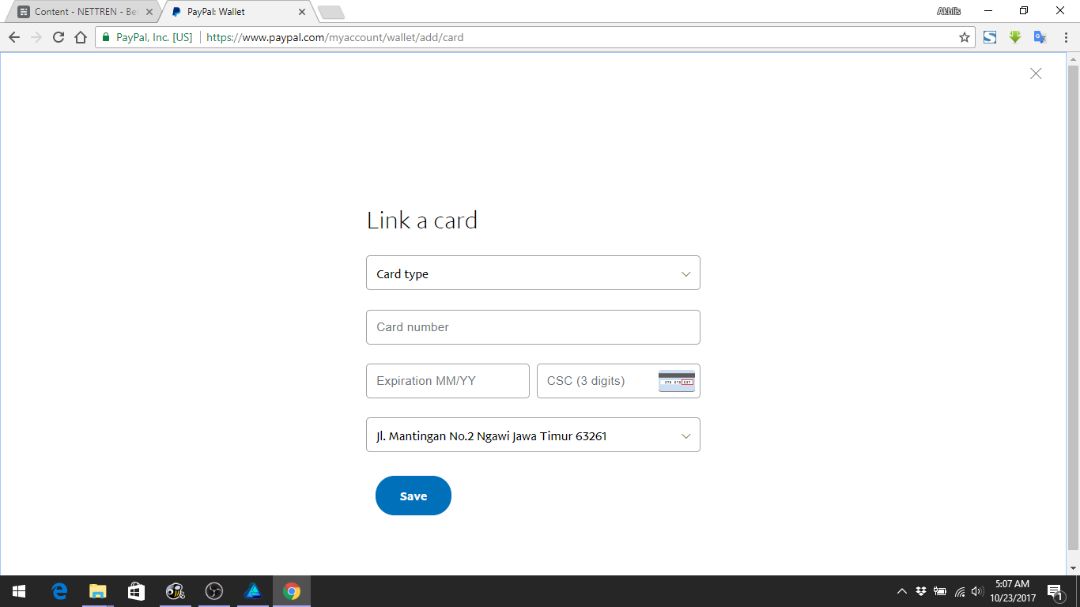 Content - NETTREN - Be
PayPal: Wallet
Akhlis
PayPal, Inc. [US]
https://www.paypal.com/myaccount/wallet/add/card
Link a card
Card type
Card number
Expiration MM/YY
CSC (3 digits)
Jl. Mantingan No.2 Ngawi Jawa Timur 63261
Save
5:07 AM
10/23/2017
1